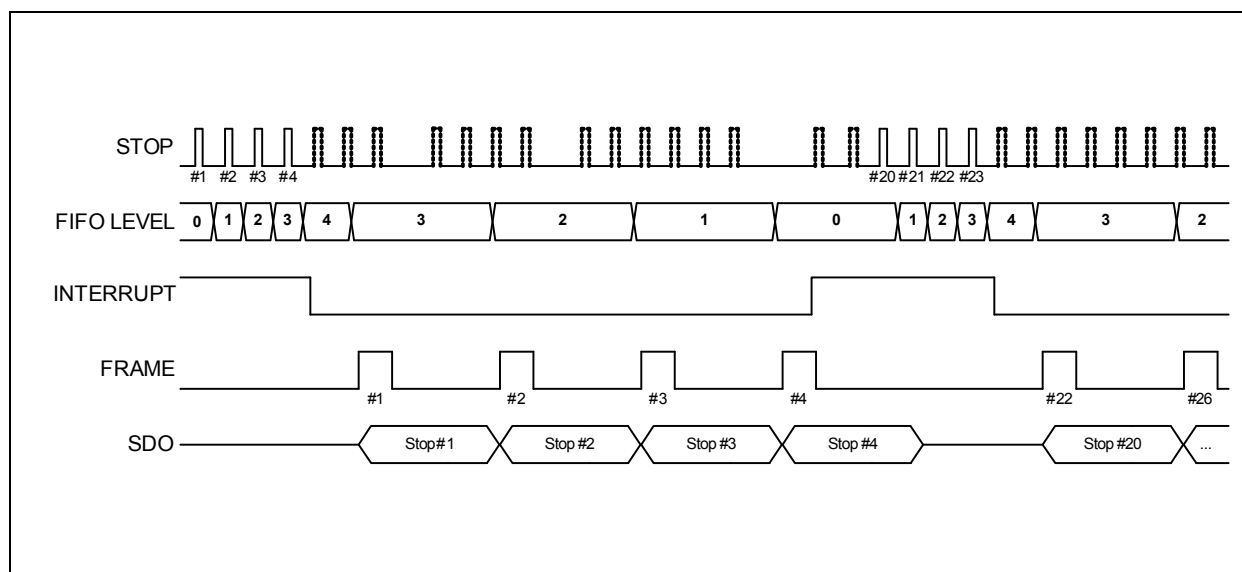 STOP
#1 #2 #3 #4 #20 #21 #22 #23
FIFO LEVEL 0 1 2 3 4 3 2 1 0 1 2 3 4 3 2
INTERRUPT
FRAME
#1 #2 #3 #4 #22 #26
SDO Stop#1 Stop #2 Stop #3 Stop #4 Stop #20 ...